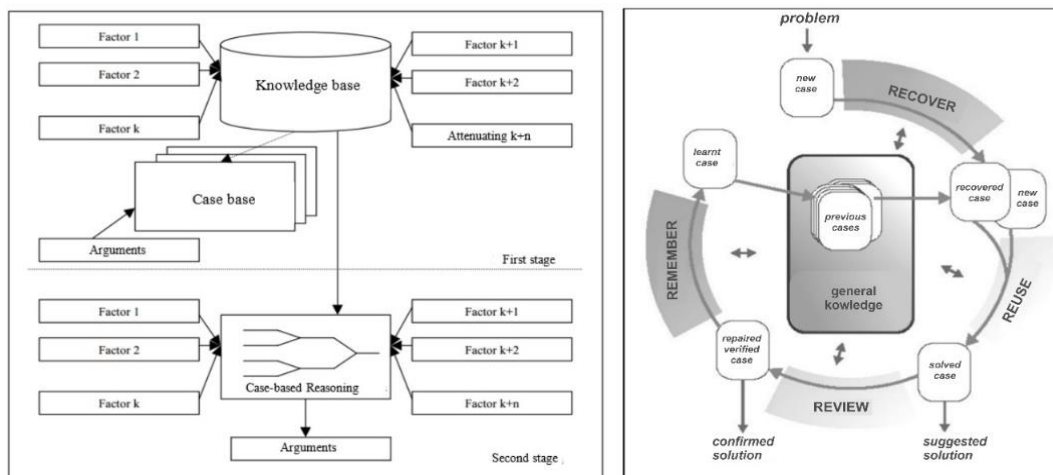 Factor 1
Factor 2
Factor k
Knowledge base
Factor k+1
Factor k+2
Attenuating k+n
Case base
Arguments
First stage
Factor 1
Factor 2
Factor k
Case-based Reasoning
Factor k+1
Factor k+2
Factor k+n
Arguments
Second stage
problem
new
case
RECOVER
learnt
case
recovered
case
new
case
previous
cases
REMEMBER
general
kowledge
REUSE
repaired
verified
case
solved
case
REVIEW
confirmed
solution
suggested
solution